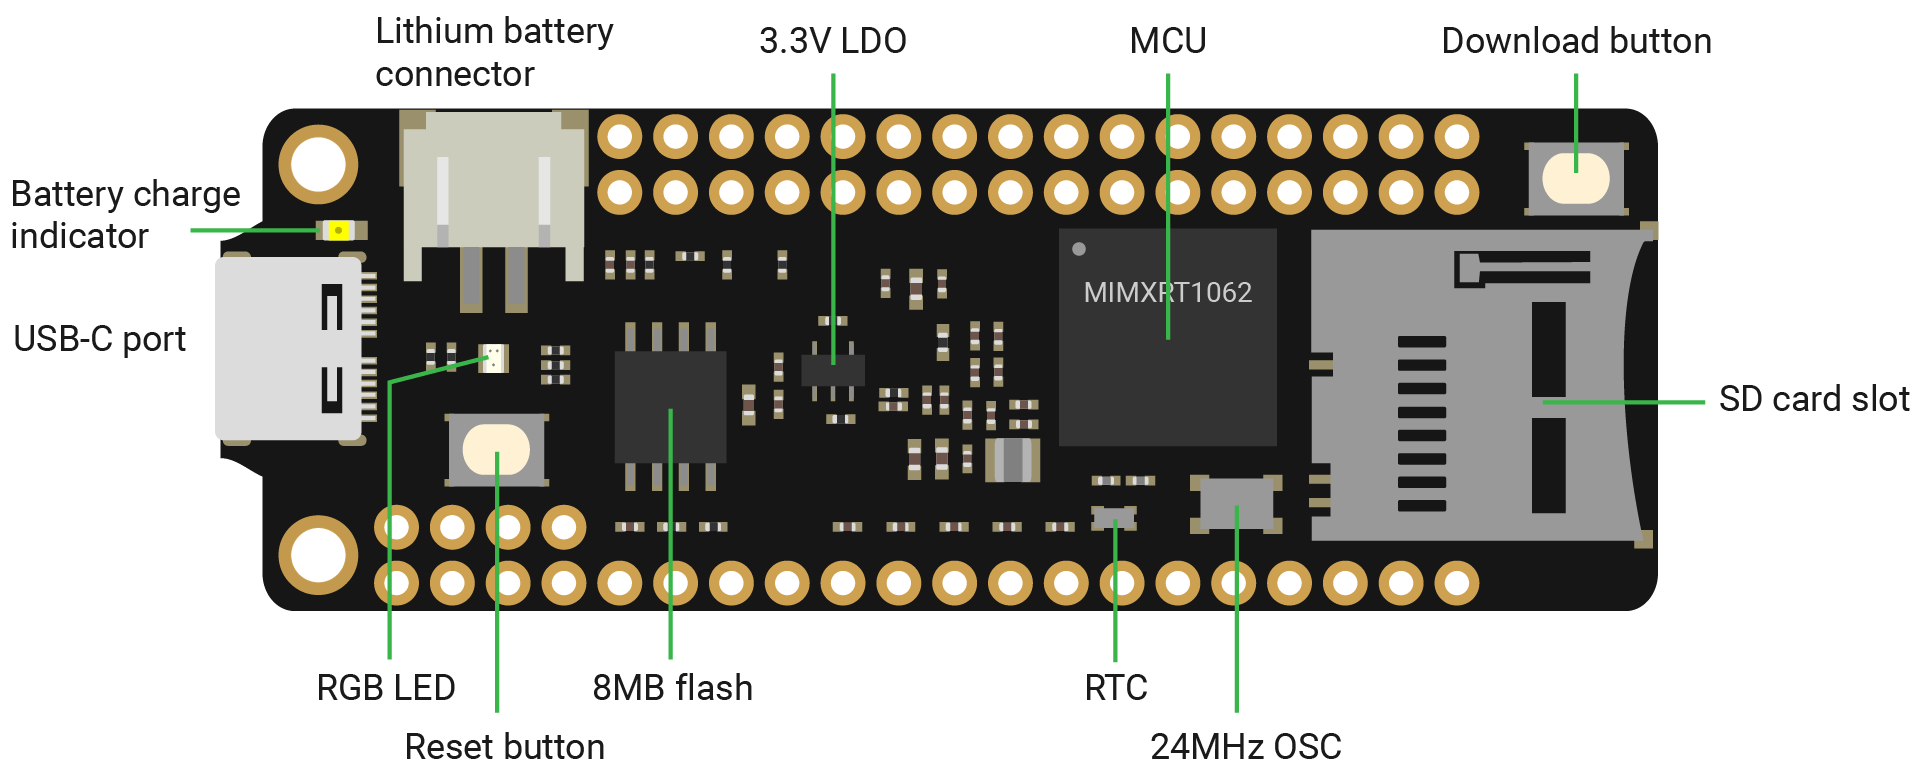 Lithium battery
connector
3.3V LDO
MCU
Download button
Battery charge
indicator
MIMXRT1062
USB-C port
SD card slot
RGB LED
8MB flash
RTC
Reset button
24MHz OSC